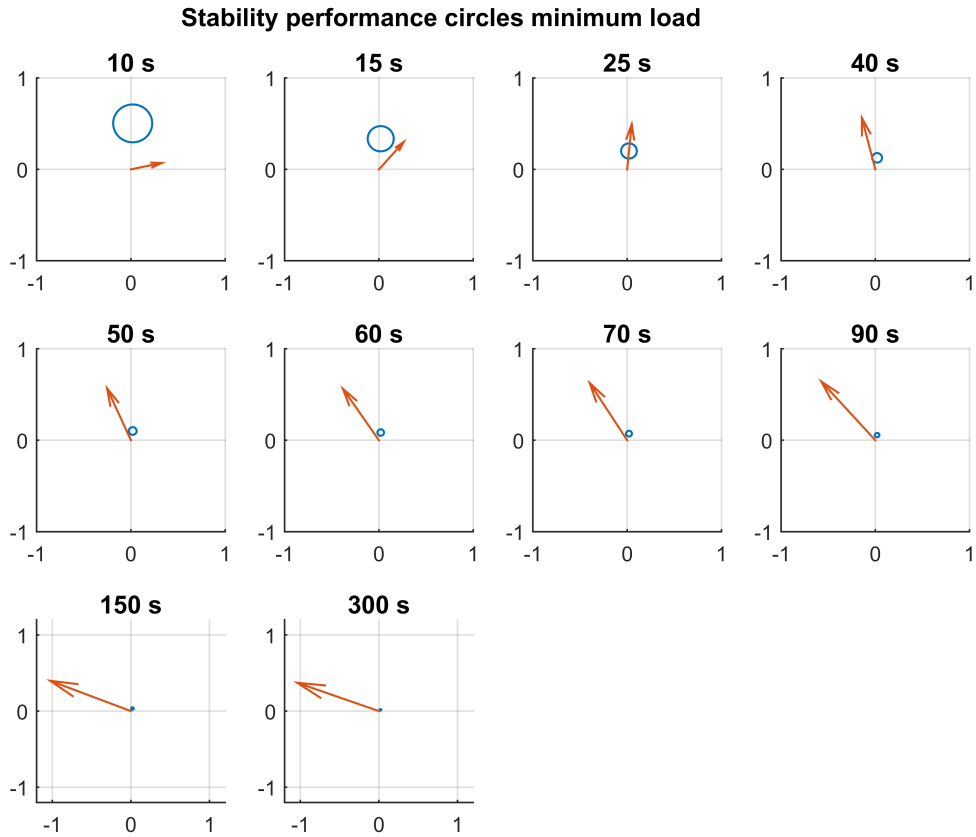 Stability performance circles minimum load
10 s 15 s 25 s 40 s
1 1 1 1
0 0 0 0
-1 -1 -1 -1
-1 0 1 -1 0 1 -1 0 1 -1 0 1
50 s 60 s 70 s 90 s
1 1 1 1
0 0 0 0
-1 -1 -1 -1
-1 0 1 -1 0 1 -1 0 1 -1 0 1
150 s 300 s
1 1
0 0
-1 -1
-1 0 1 -1 0 1